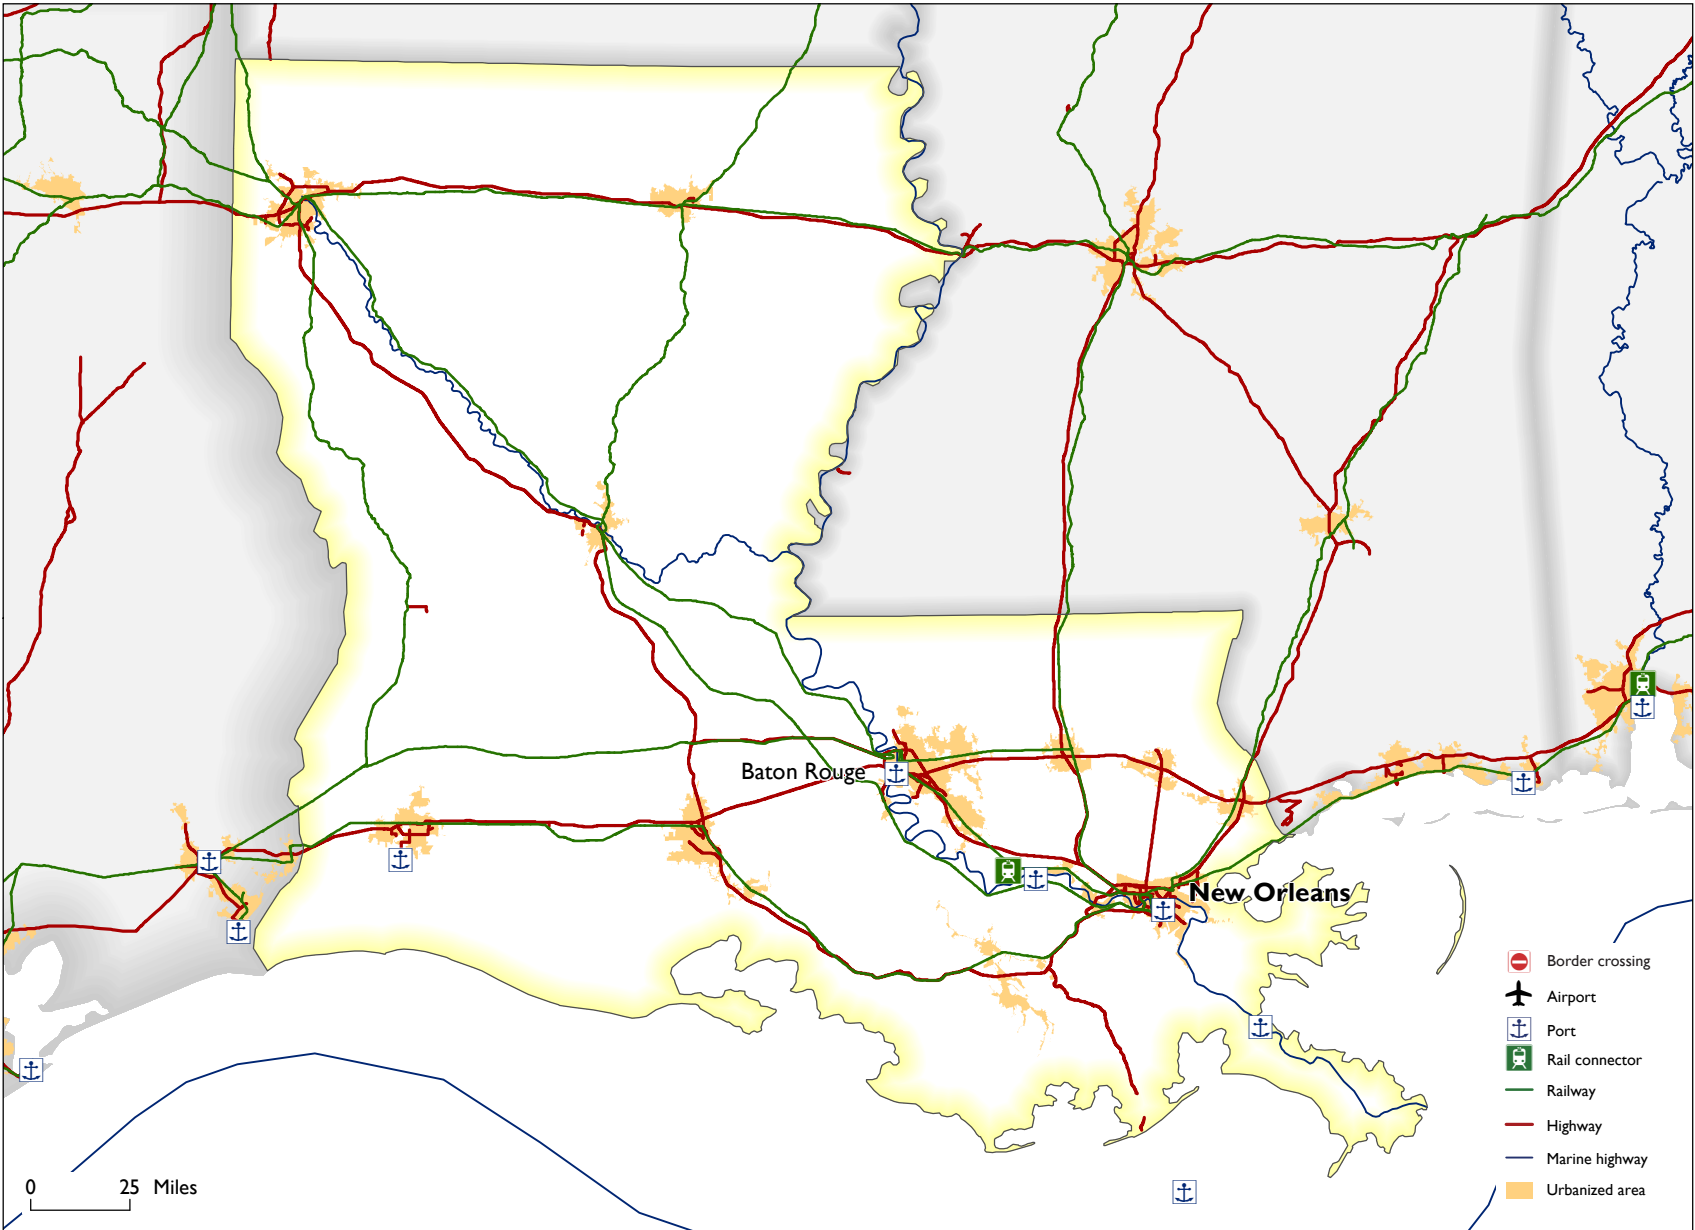 Baton Rouge
New Orleans
Border crossing
Airport
Port
Rail connector
Railway
Highway
Marine highway
Urbanized area
0 25 Miles